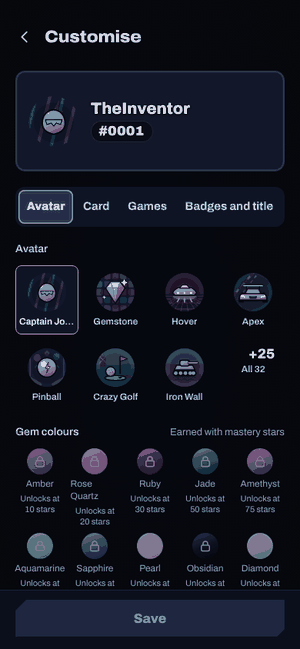 Customise
TheInventor
#0001
Avatar Card Games Badges and title
Avatar
Captain Jo... Gemstone Hover Apex
Pinball Crazy Golf Iron Wall +25
All 32
Gem colours Earned with mastery stars
Amber Rose Quartz Ruby Jade Amethyst
Unlocks at 10 stars Unlocks at 20 stars Unlocks at 30 stars Unlocks at 50 stars Unlocks at 75 stars
Aquamarine Sapphire Pearl Obsidian Diamond
Unlocks at Unlocks at Unlocks at Unlocks at Unlocks at
Save